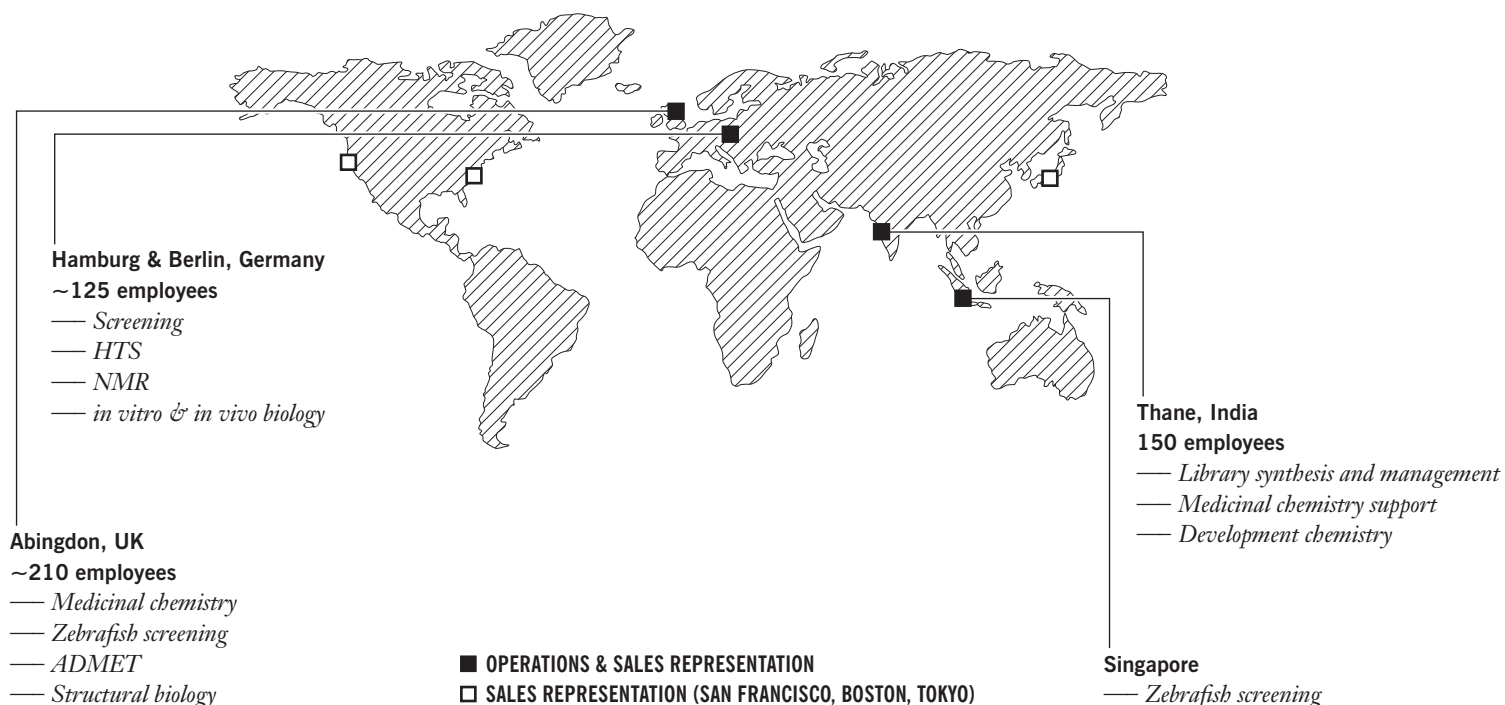 Hamburg & Berlin, Germany
~125 employees
— Screening
— HTS
— NMR
— in vitro & in vivo biology
Thane, India
150 employees
— Library synthesis and management
— Medicinal chemistry support
— Development chemistry
Abingdon, UK
~210 employees
— Medicinal chemistry
— Zebrafish screening
— ADMET
— Structural biology
■ OPERATIONS & SALES REPRESENTATION
□ SALES REPRESENTATION (SAN FRANCISCO, BOSTON, TOKYO)
Singapore
— Zebrafish screening